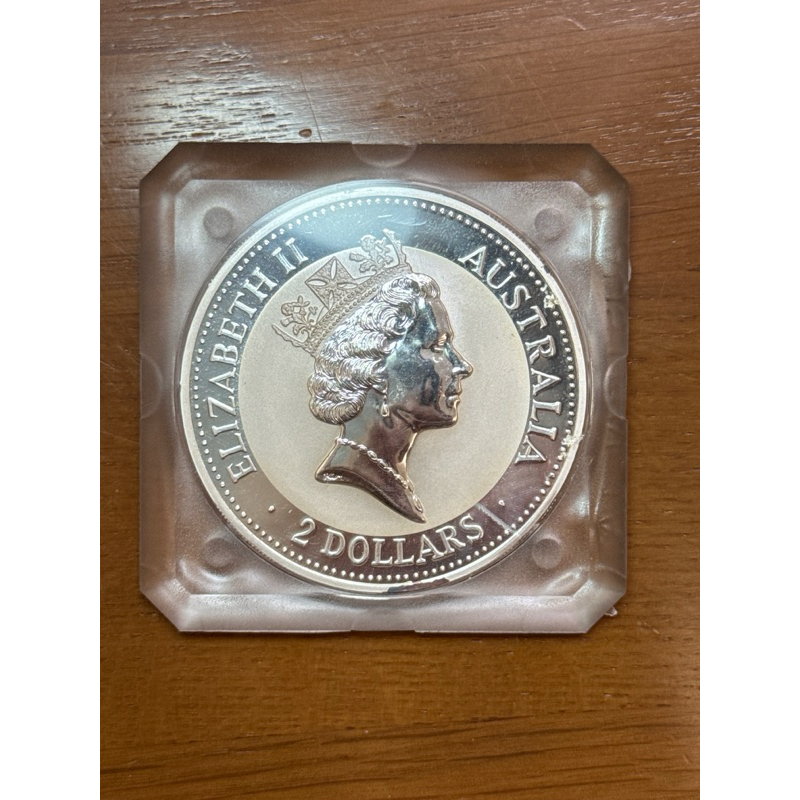 ELIZABETH II
AUSTRALIA
· 2 DOLLARS ·